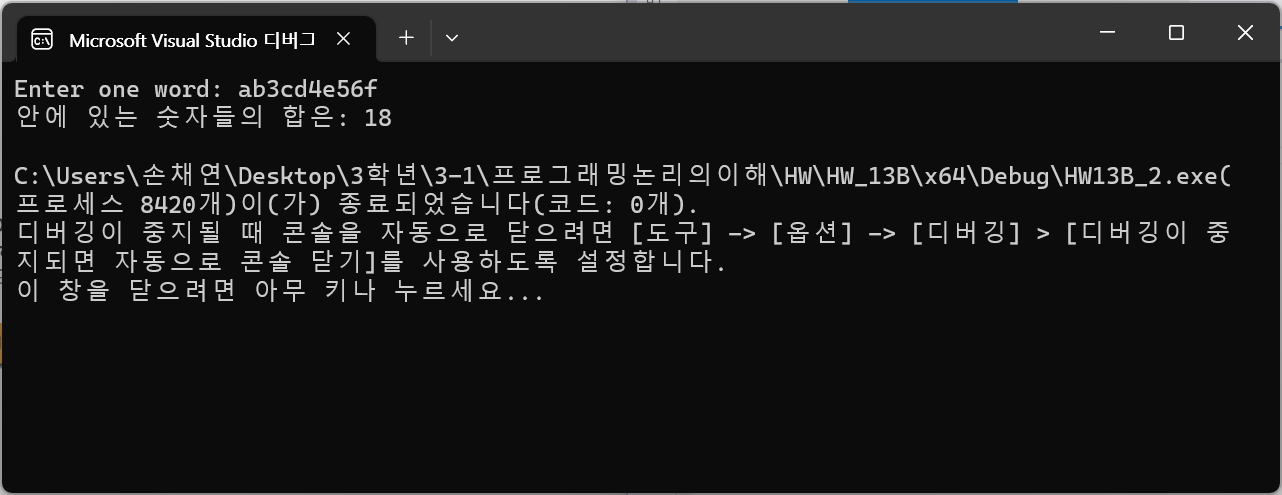 Microsoft Visual Studio 디버그
Enter one word: ab3cd4e56f
안에 있는 숫자들의 합은: 18
C:\Users\손채연\Desktop\3학년\3-1\프로그래밍논리의이해\HW\HW_13B\x64\Debug\HW13B_2.exe(
프로세스 8420개)이(가) 종료되었습니다(코드: 0개).
디버깅이 중지될 때 콘솔을 자동으로 닫으려면 [도구] -> [옵션] -> [디버깅] > [디버깅이 중
지되면 자동으로 콘솔 닫기]를 사용하도록 설정합니다.
이 창을 닫으려면 아무 키나 누르세요...